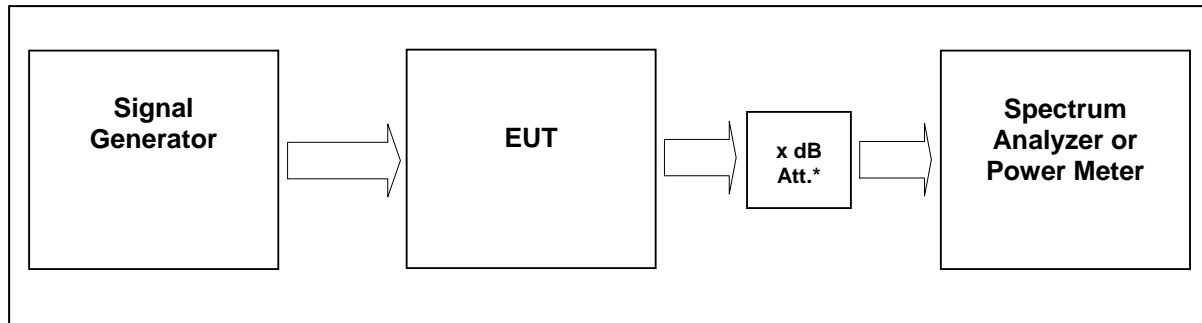 Signal
Generator
EUT
x dB
Att.*
Spectrum
Analyzer or
Power Meter